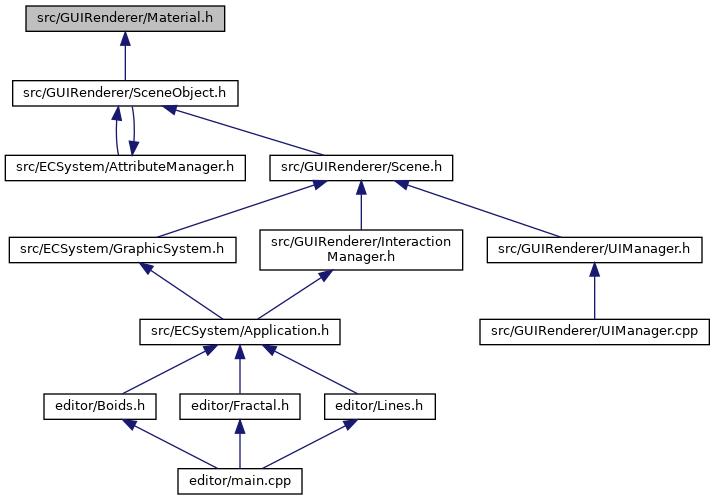 src/GUIRenderer/Material.h
src/GUIRenderer/SceneObject.h
src/ECSystem/AttributeManager.h
src/GUIRenderer/Scene.h
src/ECSystem/GraphicSystem.h
src/GUIRenderer/Interaction
Manager.h
src/GUIRenderer/UIManager.h
src/ECSystem/Application.h
src/GUIRenderer/UIManager.cpp
editor/Boids.h
editor/Fractal.h
editor/Lines.h
editor/main.cpp